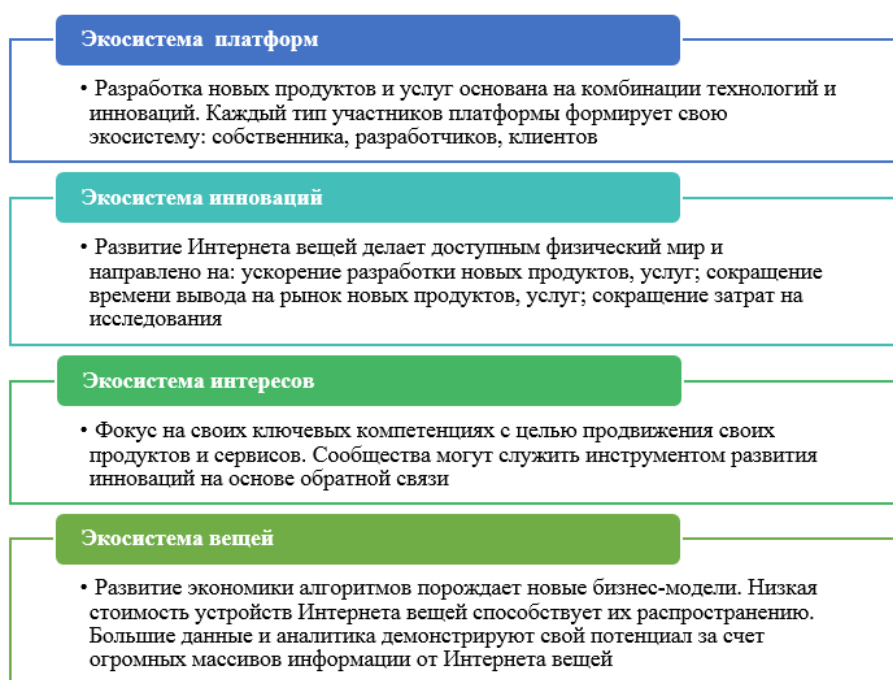 Экосистема платформ
• Разработка новых продуктов и услуг основана на комбинации технологий и
инноваций. Каждый тип участников платформы формирует свою
экосистему: собственника, разработчиков, клиентов
Экосистема инноваций
• Развитие Интернета вещей делает доступным физический мир и
направлено на: ускорение разработки новых продуктов, услуг; сокращение
времени вывода на рынок новых продуктов, услуг; сокращение затрат на
исследования
Экосистема интересов
• Фокус на своих ключевых компетенциях с целью продвижения своих
продуктов и сервисов. Сообщества могут служить инструментом развития
инноваций на основе обратной связи
Экосистема вещей
• Развитие экономики алгоритмов порождает новые бизнес-модели. Низкая
стоимость устройств Интернета вещей способствует их распространению.
Большие данные и аналитика демонстрируют свой потенциал за счет
огромных массивов информации от Интернета вещей